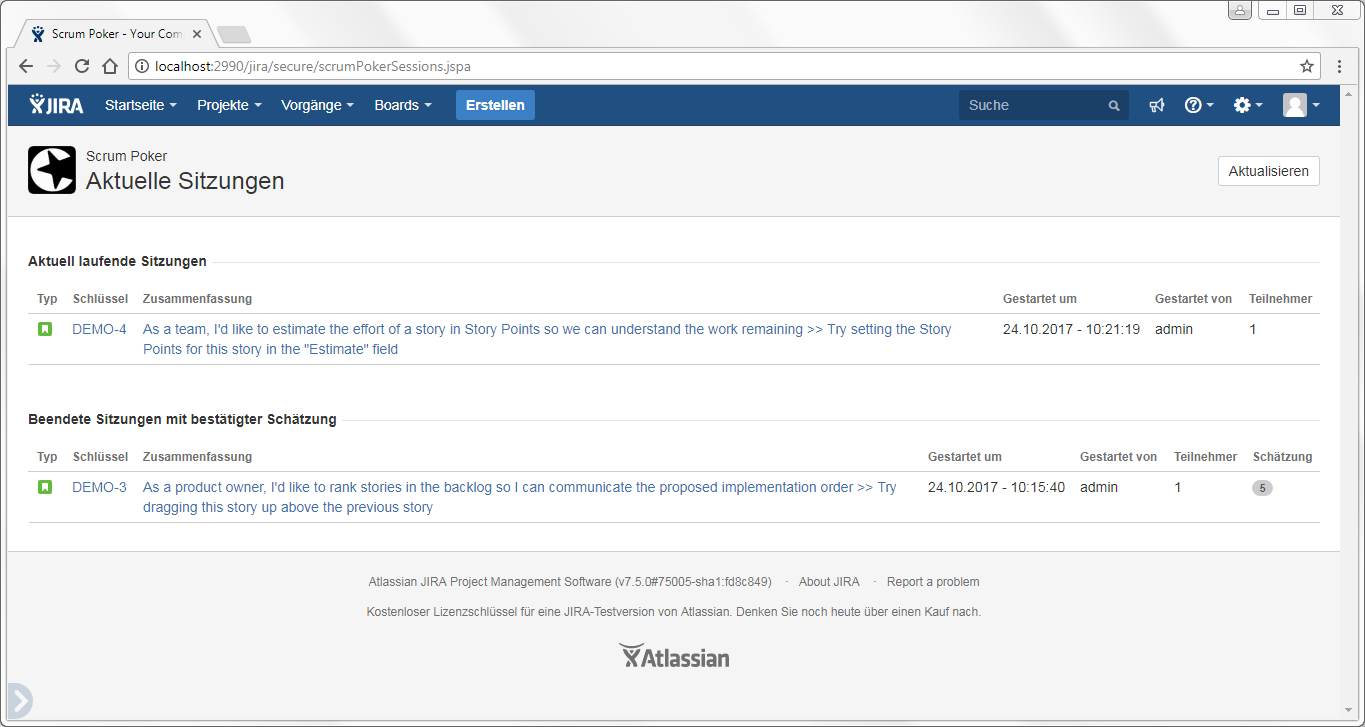 Scrum Poker - Your Com
localhost:2990/jira/secure/scrumPokerSessions.jspa
JIRA Startseite Projekte Vorgänge Boards Erstellen Suche
Scrum Poker
Aktuelle Sitzungen
Aktualisieren
Aktuell laufende Sitzungen
Typ Schlüssel Zusammenfassung Gestartet um Gestartet von Teilnehmer
DEMO-4 As a team, I'd like to estimate the effort of a story in Story Points so we can understand the work remaining >> Try setting the Story 24.10.2017 - 10:21:19 admin 1
Points for this story in the "Estimate" field
Beendete Sitzungen mit bestätigter Schätzung
Typ Schlüssel Zusammenfassung Gestartet um Gestartet von Teilnehmer Schätzung
DEMO-3 As a product owner, I'd like to rank stories in the backlog so I can communicate the proposed implementation order >> Try 24.10.2017 - 10:15:40 admin 1 5
dragging this story up above the previous story
Atlassian JIRA Project Management Software (v7.5.0#75005-sha1:fd8c849) · About JIRA · Report a problem
Kostenloser Lizenzschlüssel für eine JIRA-Testversion von Atlassian. Denken Sie noch heute über einen Kauf nach.
Atlassian